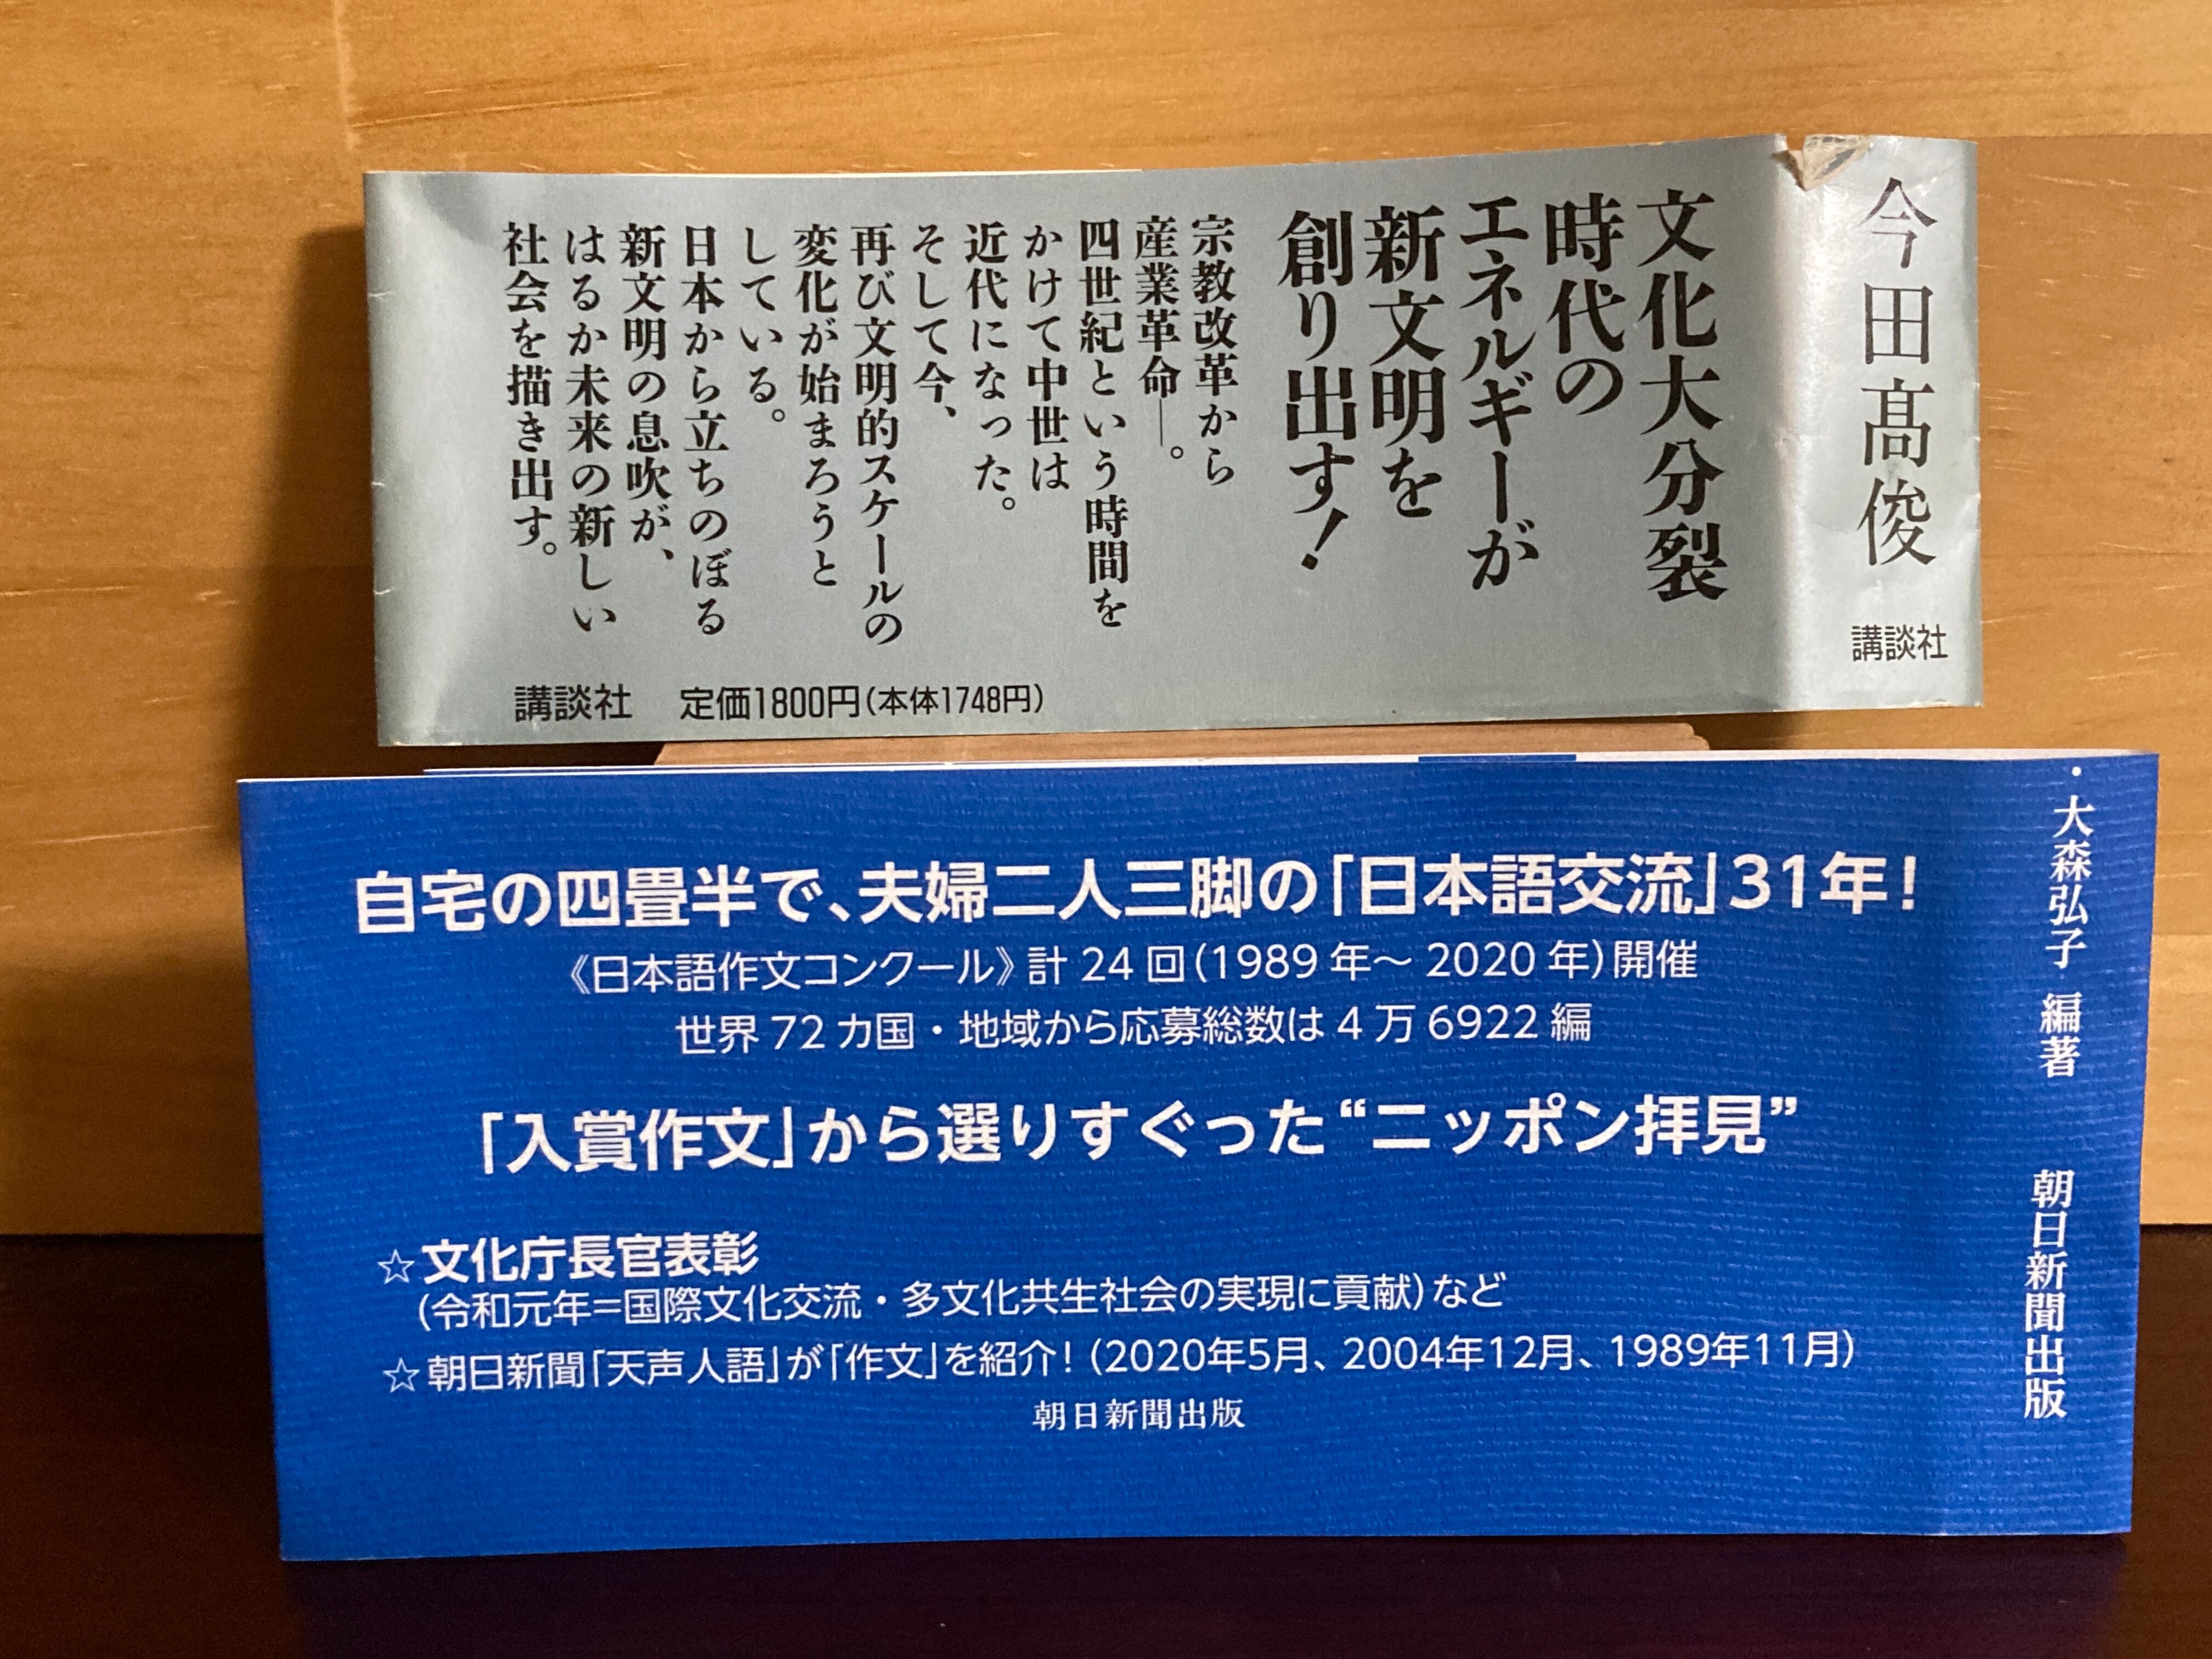 今田髙俊
講談社
文化大分裂
時代の
エネルギーが
新文明を
創り出す!
宗教改革から
産業革命―。
四世紀という時間を
かけて中世は
近代になった。
そして今、
再び文明的スケールの
変化が始まろうと
している。
日本から立ちのぼる
新文明の息吹が、
はるか未来の新しい
社会を描き出す。
講談社 定価1800円(本体1748円)
・大森弘子 編著 朝日新聞出版
自宅の四畳半で、夫婦二人三脚の「日本語交流」31年!
《日本語作文コンクール》計24回(1989年～2020年)開催
世界72カ国・地域から応募総数は4万6922編
「入賞作文」から選りすぐった“ニッポン拝見”
☆文化庁長官表彰
(令和元年=国際文化交流・多文化共生社会の実現に貢献)など
☆朝日新聞「天声人語」が「作文」を紹介!(2020年5月、2004年12月、1989年11月)
朝日新聞出版